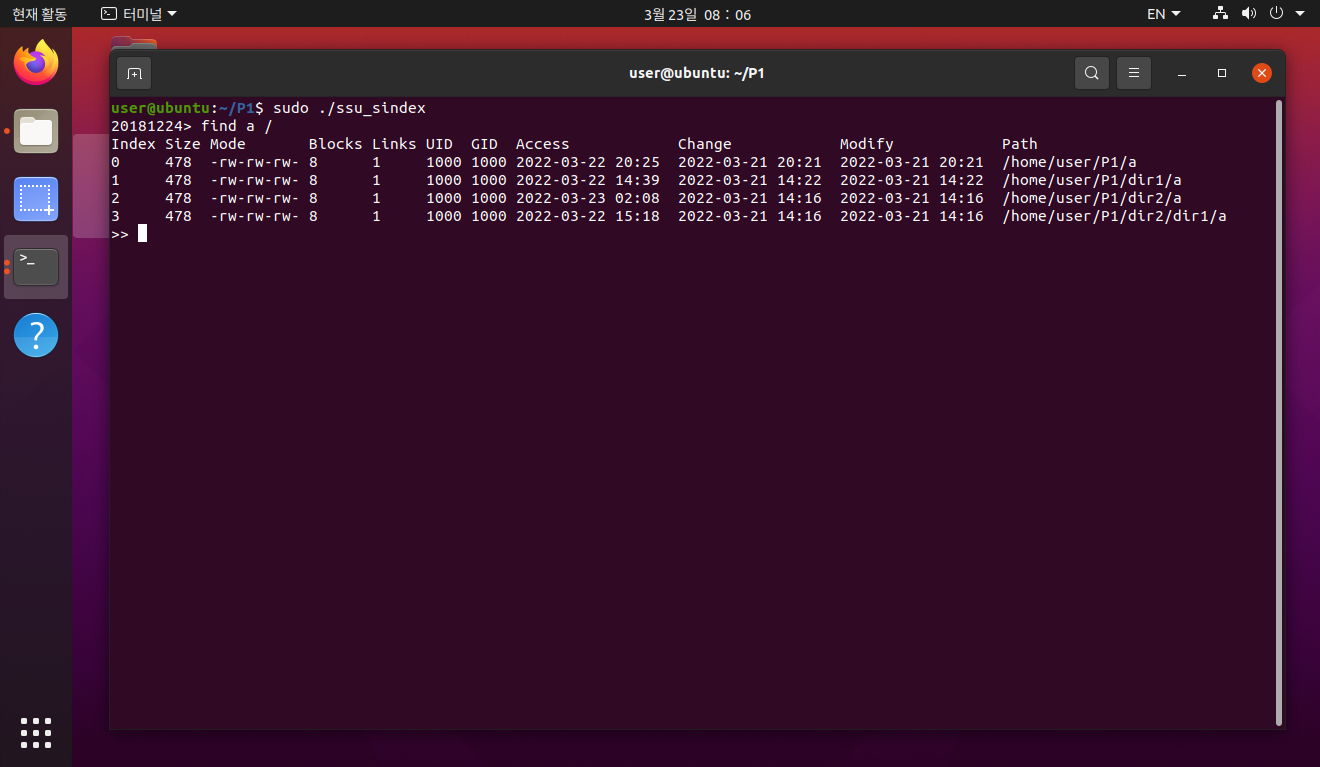 현재 활동 터미널 3월 23일 08 : 06 EN
user@ubuntu: ~/P1
user@ubuntu:~/P1$ sudo ./ssu_sindex
20181224> find a /
Index Size Mode       Blocks Links UID  GID  Access            Change            Modify            Path
0     478  -rw-rw-rw- 8      1     1000 1000 2022-03-22 20:25  2022-03-21 20:21  2022-03-21 20:21  /home/user/P1/a
1     478  -rw-rw-rw- 8      1     1000 1000 2022-03-22 14:39  2022-03-21 14:22  2022-03-21 14:22  /home/user/P1/dir1/a
2     478  -rw-rw-rw- 8      1     1000 1000 2022-03-23 02:08  2022-03-21 14:16  2022-03-21 14:16  /home/user/P1/dir2/a
3     478  -rw-rw-rw- 8      1     1000 1000 2022-03-22 15:18  2022-03-21 14:16  2022-03-21 14:16  /home/user/P1/dir2/dir1/a
>>